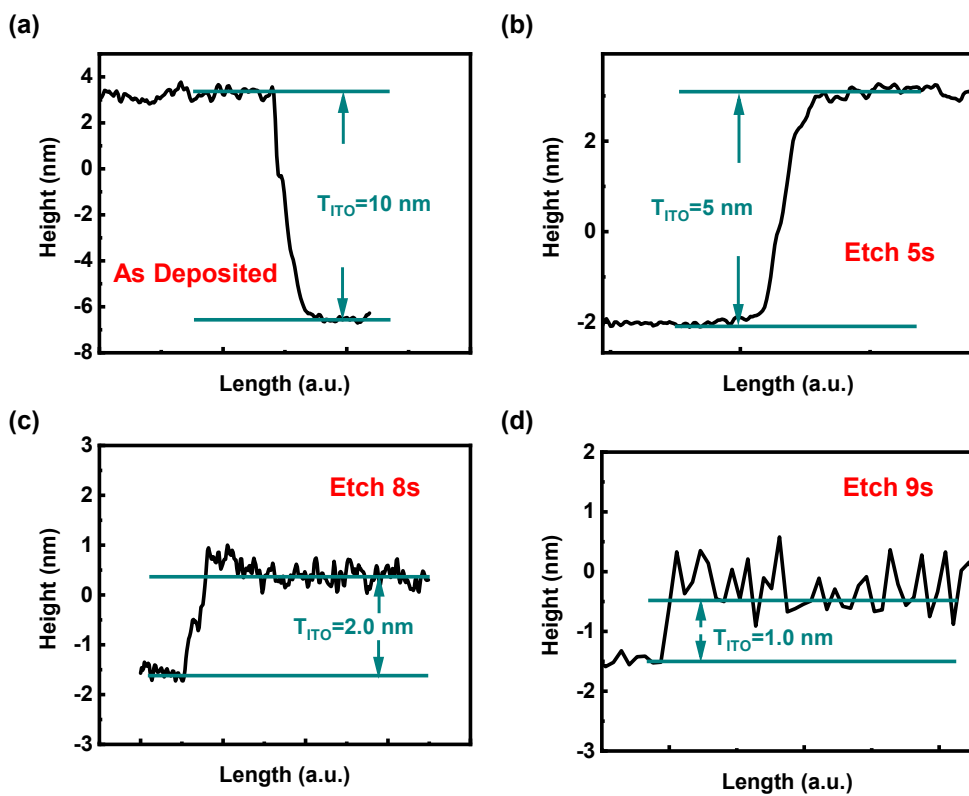 (a)
4
2
0
-2
-4
-6
-8
Height (nm)
T_ITO=10 nm
As Deposited
Length (a.u.)
(b)
2
0
-2
Height (nm)
T_ITO=5 nm
Etch 5s
Length (a.u.)
(c)
3
2
1
0
-1
-2
-3
Height (nm)
Etch 8s
T_ITO=2.0 nm
Length (a.u.)
(d)
2
1
0
-1
-2
-3
Height (nm)
Etch 9s
T_ITO=1.0 nm
Length (a.u.)